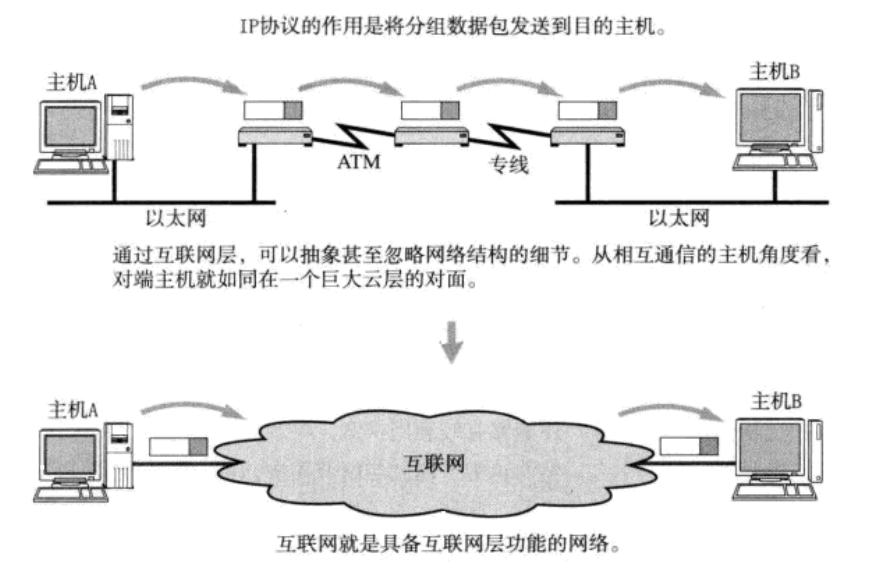 IP协议的作用是将分组数据包发送到目的主机。
主机A
主机B
ATM
专线
以太网
以太网
通过互联网层，可以抽象甚至忽略网络结构的细节。从相互通信的主机角度看，
对端主机就如同在一个巨大云层的对面。
主机A
主机B
互联网
互联网就是具备互联网层功能的网络。